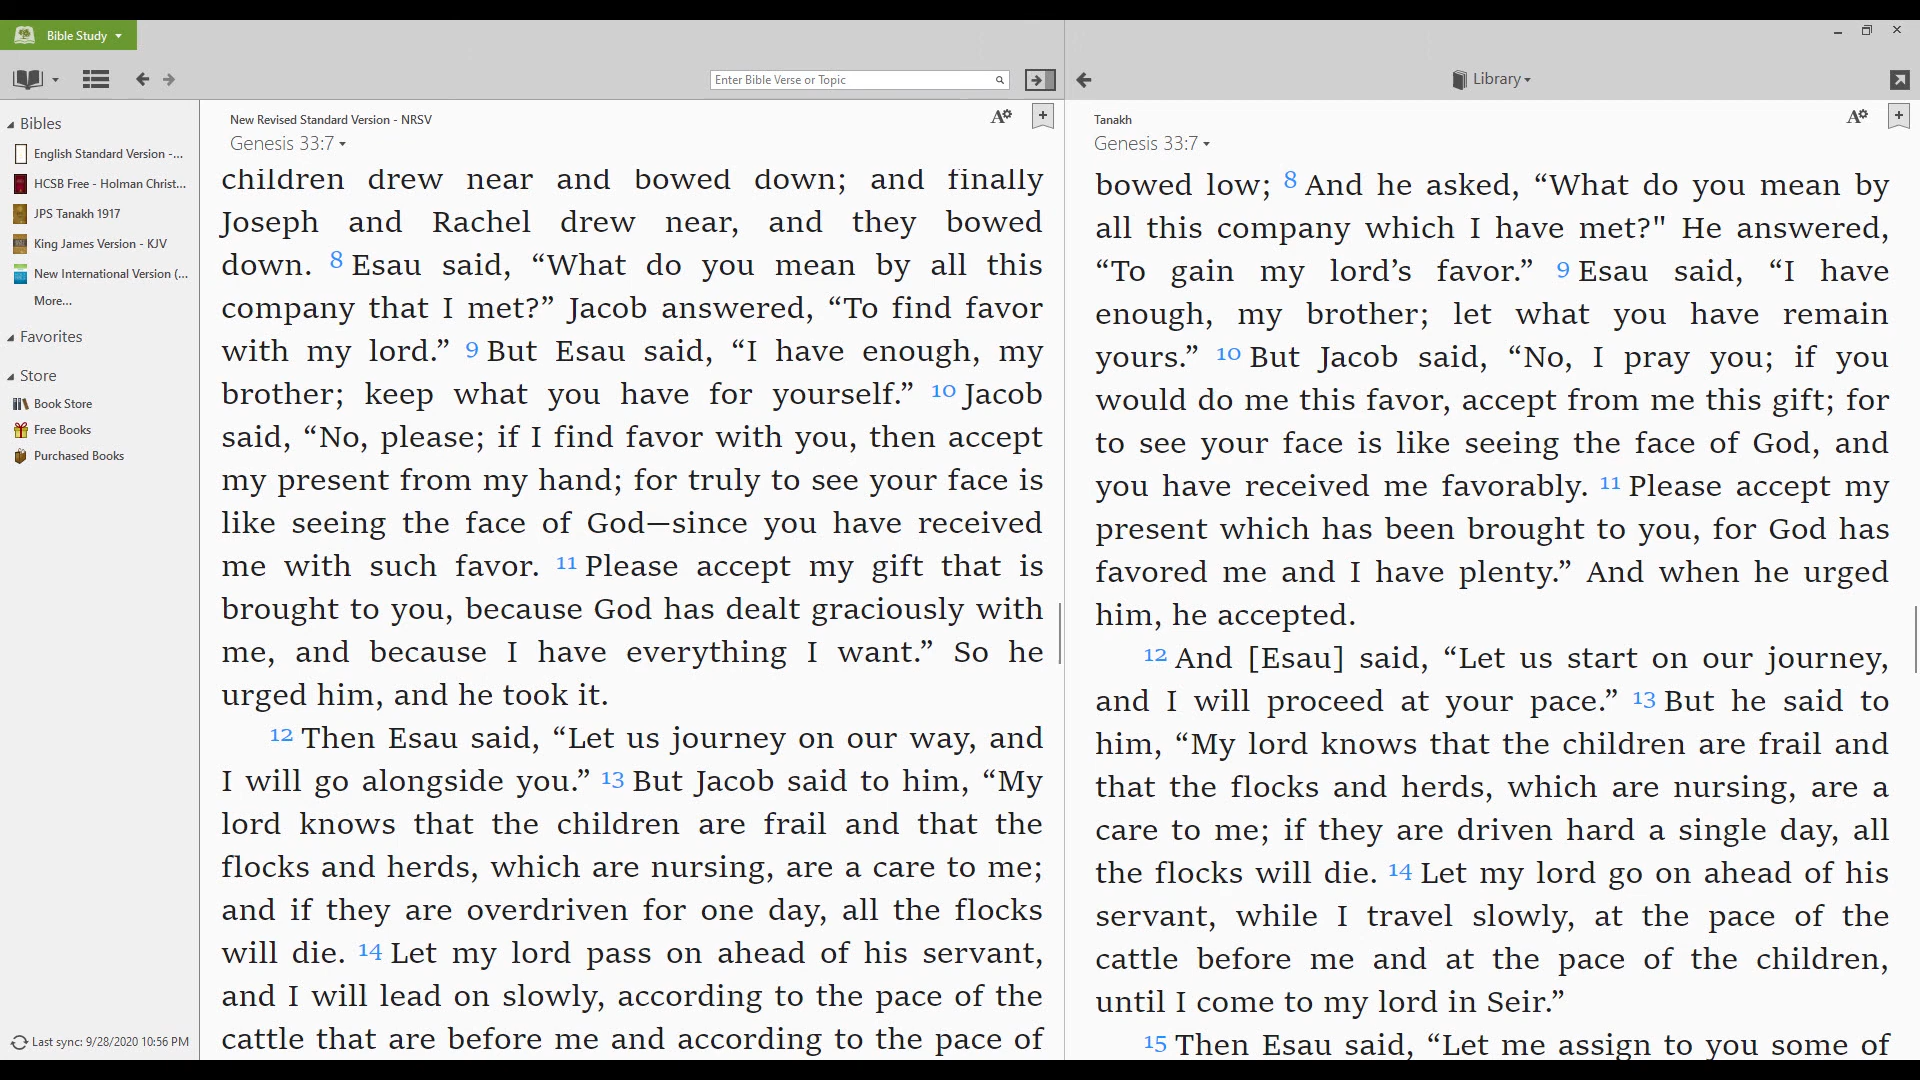 Bible Study
Enter Bible Verse or Topic
Library
Bibles
English Standard Version -...
HCSB Free - Holman Christ...
JPS Tanakh 1917
King James Version - KJV
New International Version (...
More...
Favorites
Store
Book Store
Free Books
Purchased Books
Last sync: 9/28/2020 10:56 PM
New Revised Standard Version - NRSV
Genesis 33:7
children drew near and bowed down; and finally
Joseph and Rachel drew near, and they bowed
down. 8 Esau said, “What do you mean by all this
company that I met?” Jacob answered, “To find favor
with my lord.” 9 But Esau said, “I have enough, my
brother; keep what you have for yourself.” 10 Jacob
said, “No, please; if I find favor with you, then accept
my present from my hand; for truly to see your face is
like seeing the face of God—since you have received
me with such favor. 11 Please accept my gift that is
brought to you, because God has dealt graciously with
me, and because I have everything I want.” So he
urged him, and he took it.
12 Then Esau said, “Let us journey on our way, and
I will go alongside you.” 13 But Jacob said to him, “My
lord knows that the children are frail and that the
flocks and herds, which are nursing, are a care to me;
and if they are overdriven for one day, all the flocks
will die. 14 Let my lord pass on ahead of his servant,
and I will lead on slowly, according to the pace of the
cattle that are before me and according to the pace of
Tanakh
Genesis 33:7
bowed low; 8 And he asked, “What do you mean by
all this company which I have met?" He answered,
“To gain my lord’s favor.” 9 Esau said, “I have
enough, my brother; let what you have remain
yours.” 10 But Jacob said, “No, I pray you; if you
would do me this favor, accept from me this gift; for
to see your face is like seeing the face of God, and
you have received me favorably. 11 Please accept my
present which has been brought to you, for God has
favored me and I have plenty.” And when he urged
him, he accepted.
12 And [Esau] said, “Let us start on our journey,
and I will proceed at your pace.” 13 But he said to
him, “My lord knows that the children are frail and
that the flocks and herds, which are nursing, are a
care to me; if they are driven hard a single day, all
the flocks will die. 14 Let my lord go on ahead of his
servant, while I travel slowly, at the pace of the
cattle before me and at the pace of the children,
until I come to my lord in Seir.”
15 Then Esau said, “Let me assign to you some of